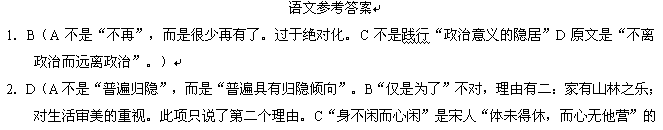 语文参考答案
1. B（A 不是“不再”，而是很少再有了。过于绝对化。C 不是践行“政治意义的隐居”D 原文是“不离
政治而远离政治”。）
2. D（A 不是“普遍归隐”，而是“普遍具有归隐倾向”。B“仅是为了”不对，理由有二：家有山林之乐；
对生活审美的重视。此项只说了第二个理由。C“身不闲而心闲”是宋人“体未得休，而心无他营”的